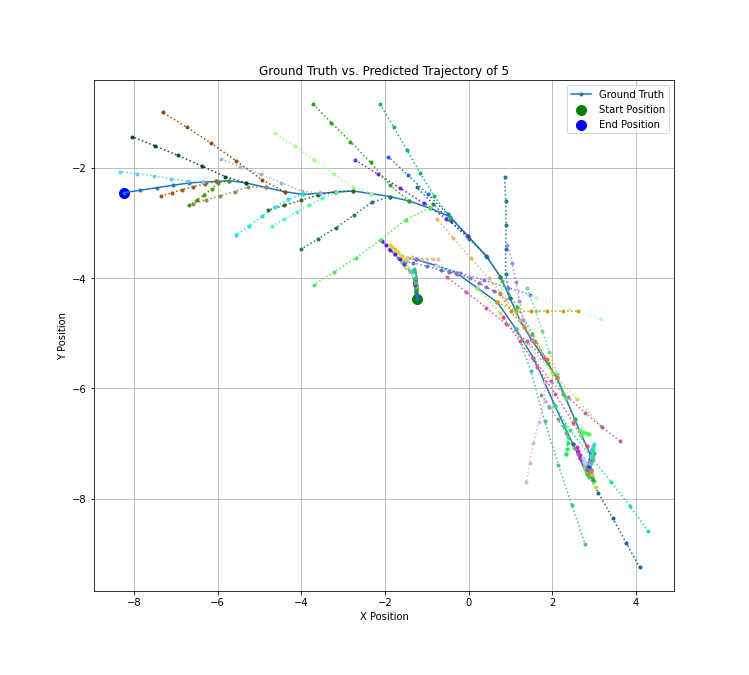 Ground Truth vs. Predicted Trajectory of 5
Ground Truth
Start Position
End Position
Y Position
−2
−4
−6
−8
−8 −6 −4 −2 0 2 4
X Position